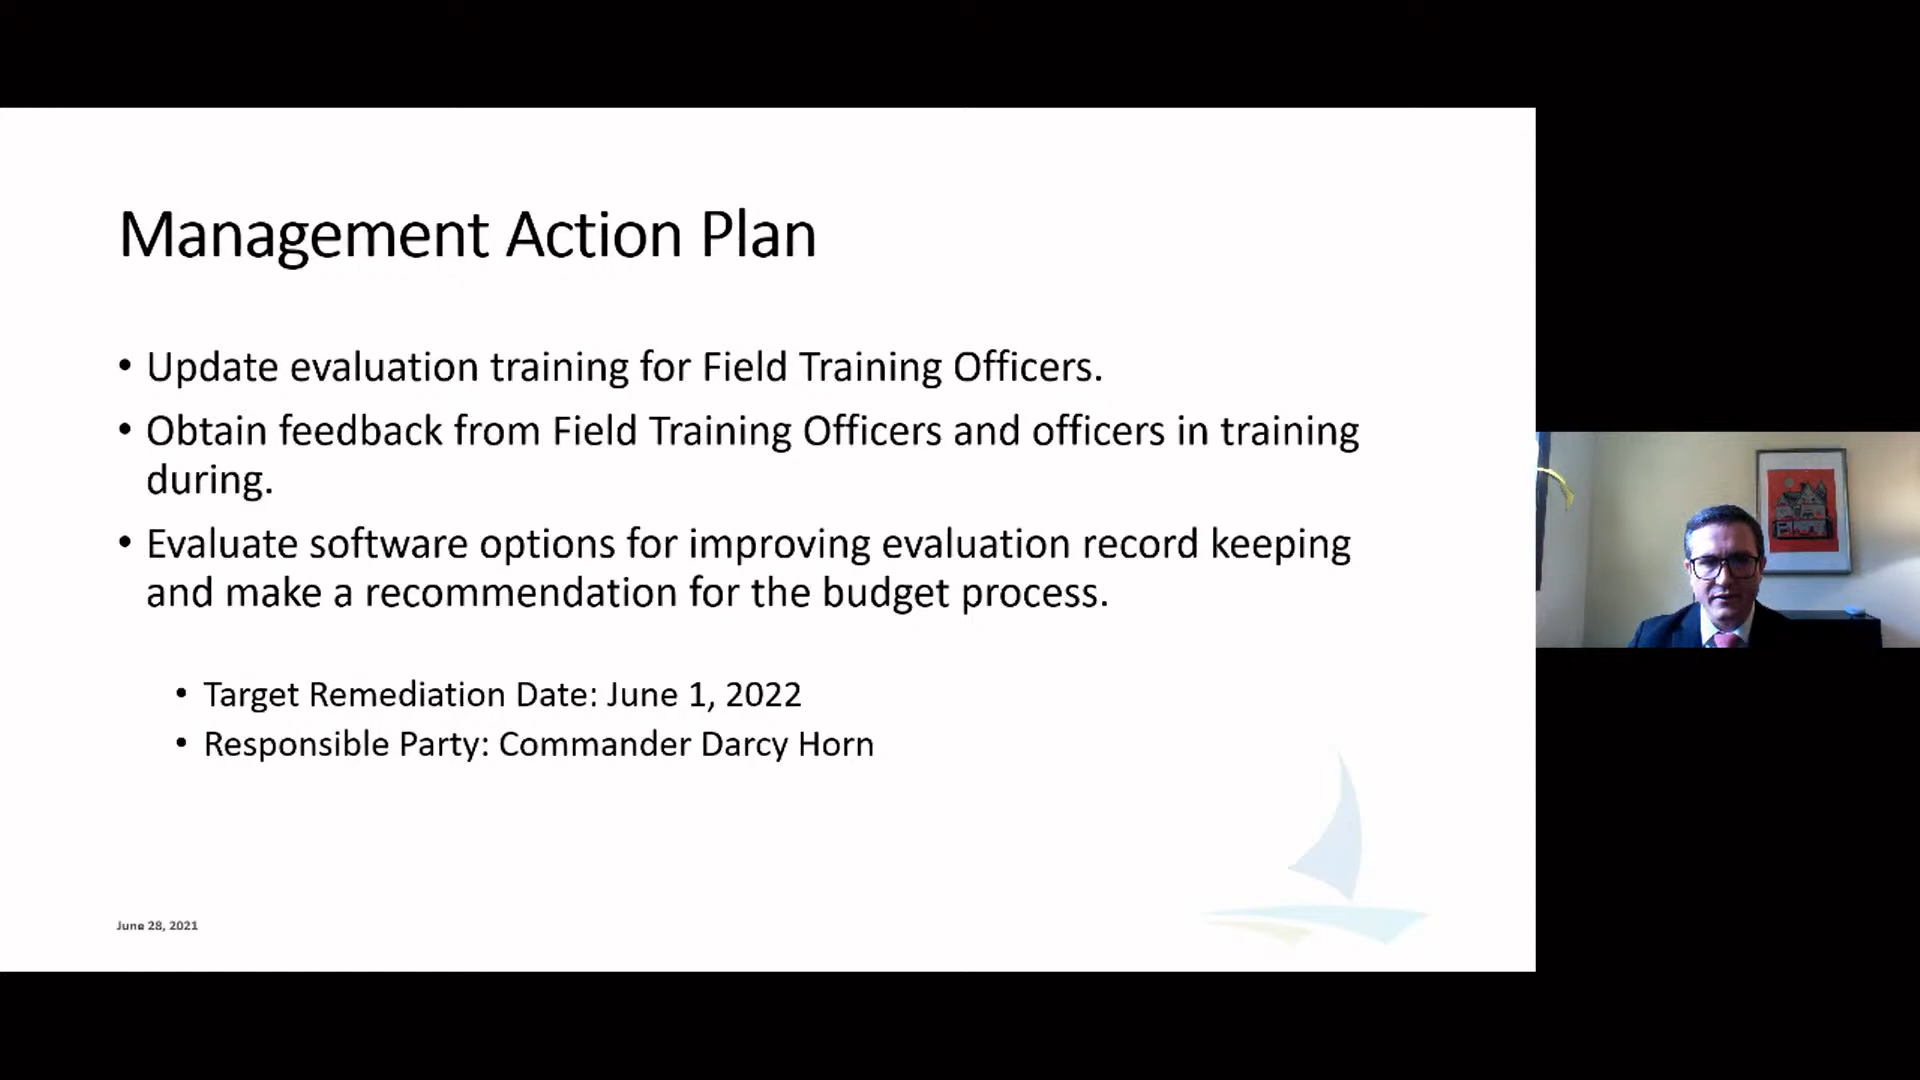 Management Action Plan
• Update evaluation training for Field Training Officers.
• Obtain feedback from Field Training Officers and officers in training
during.
• Evaluate software options for improving evaluation record keeping
and make a recommendation for the budget process.
• Target Remediation Date: June 1, 2022
• Responsible Party: Commander Darcy Horn
June 28, 2021